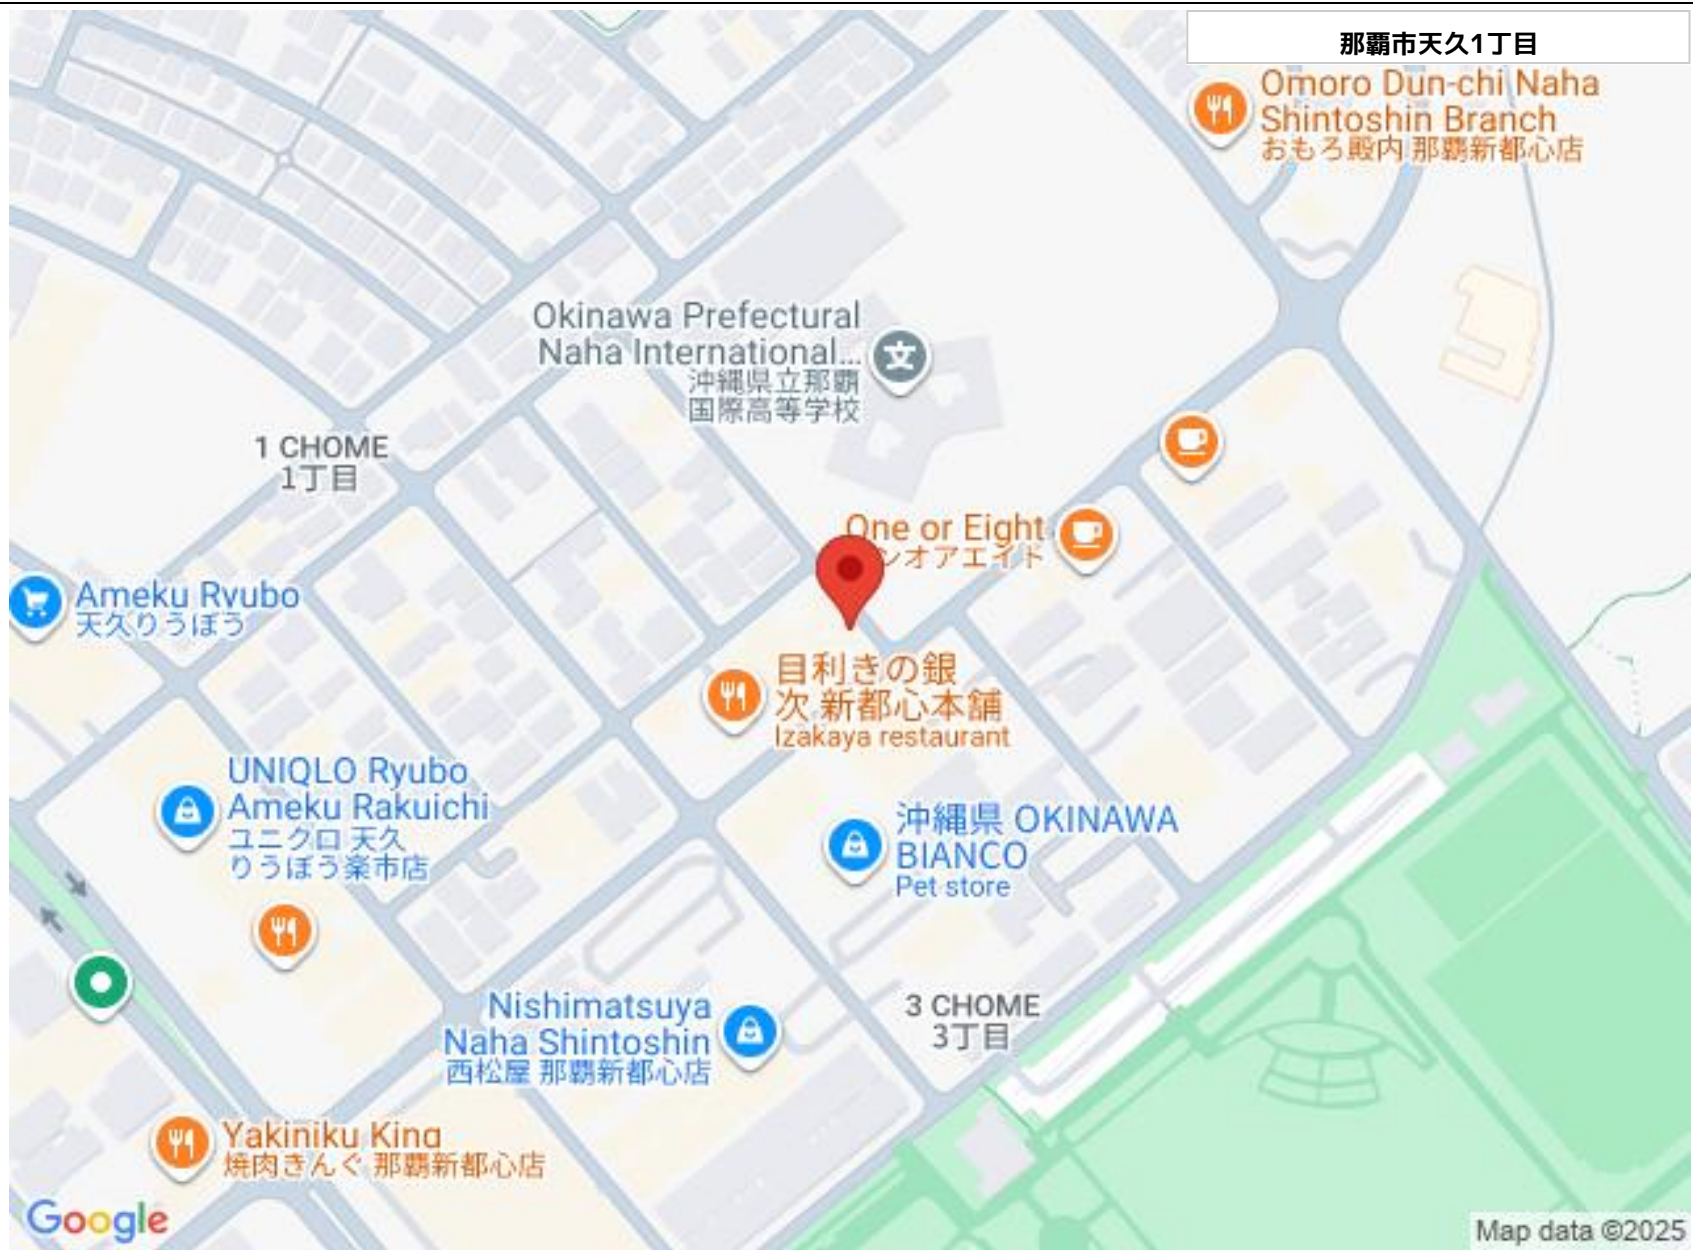 那覇市天久1丁目
Omoro Dun-chi Naha
Shintoshin Branch
おもろ殿内 那覇新都心店
Okinawa Prefectural
Naha International...
沖縄県立那覇
国際高等学校
文
1 CHOME
1丁目
One or Eight
ンオアエイド
Ameku Ryubo
天久りうぼう
目利きの銀
次 新都心本舗
Izakaya restaurant
UNIQLO Ryubo
Ameku Rakuichi
ユニクロ 天久
りうぼう楽市店
沖縄県 OKINAWA
BIANCO
Pet store
Nishimatsuya
Naha Shintoshin
西松屋 那覇新都心店
3 CHOME
3丁目
Yakiniku King
焼肉きんぐ 那覇新都心店
Google
Map data ©2025